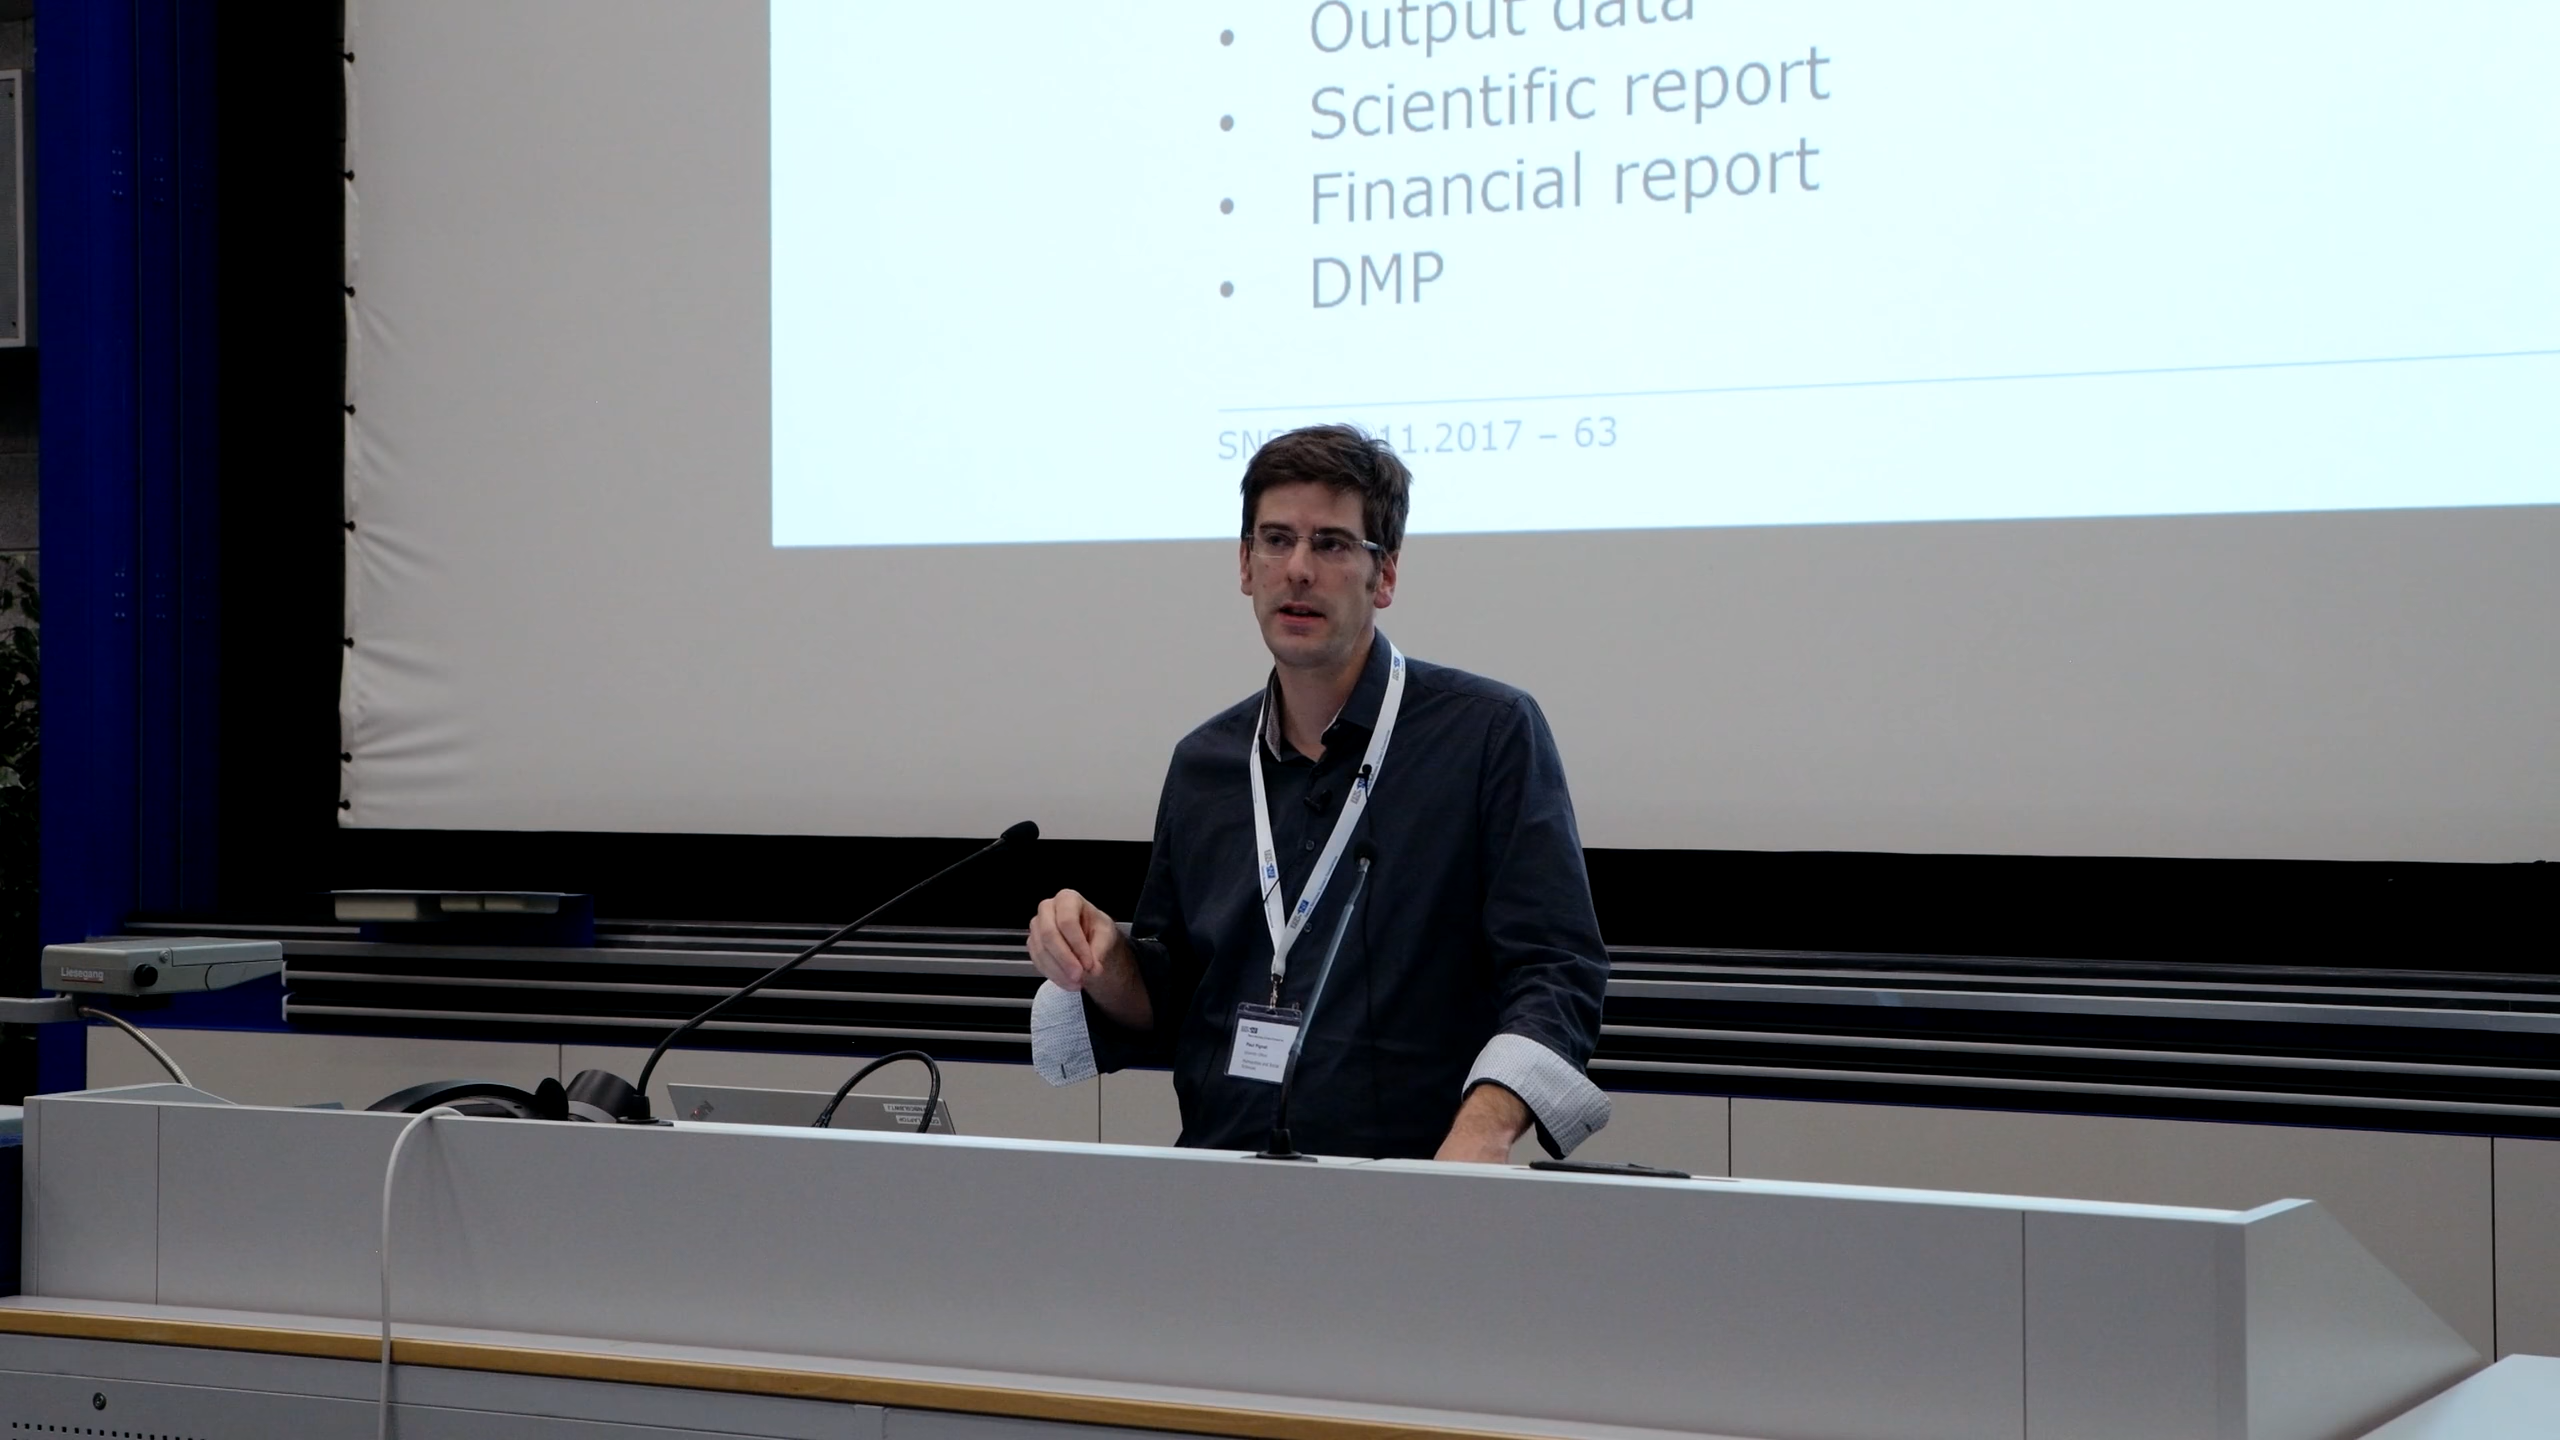 Output data
Scientific report
Financial report
DMP
11.2017 – 63
Liesegang